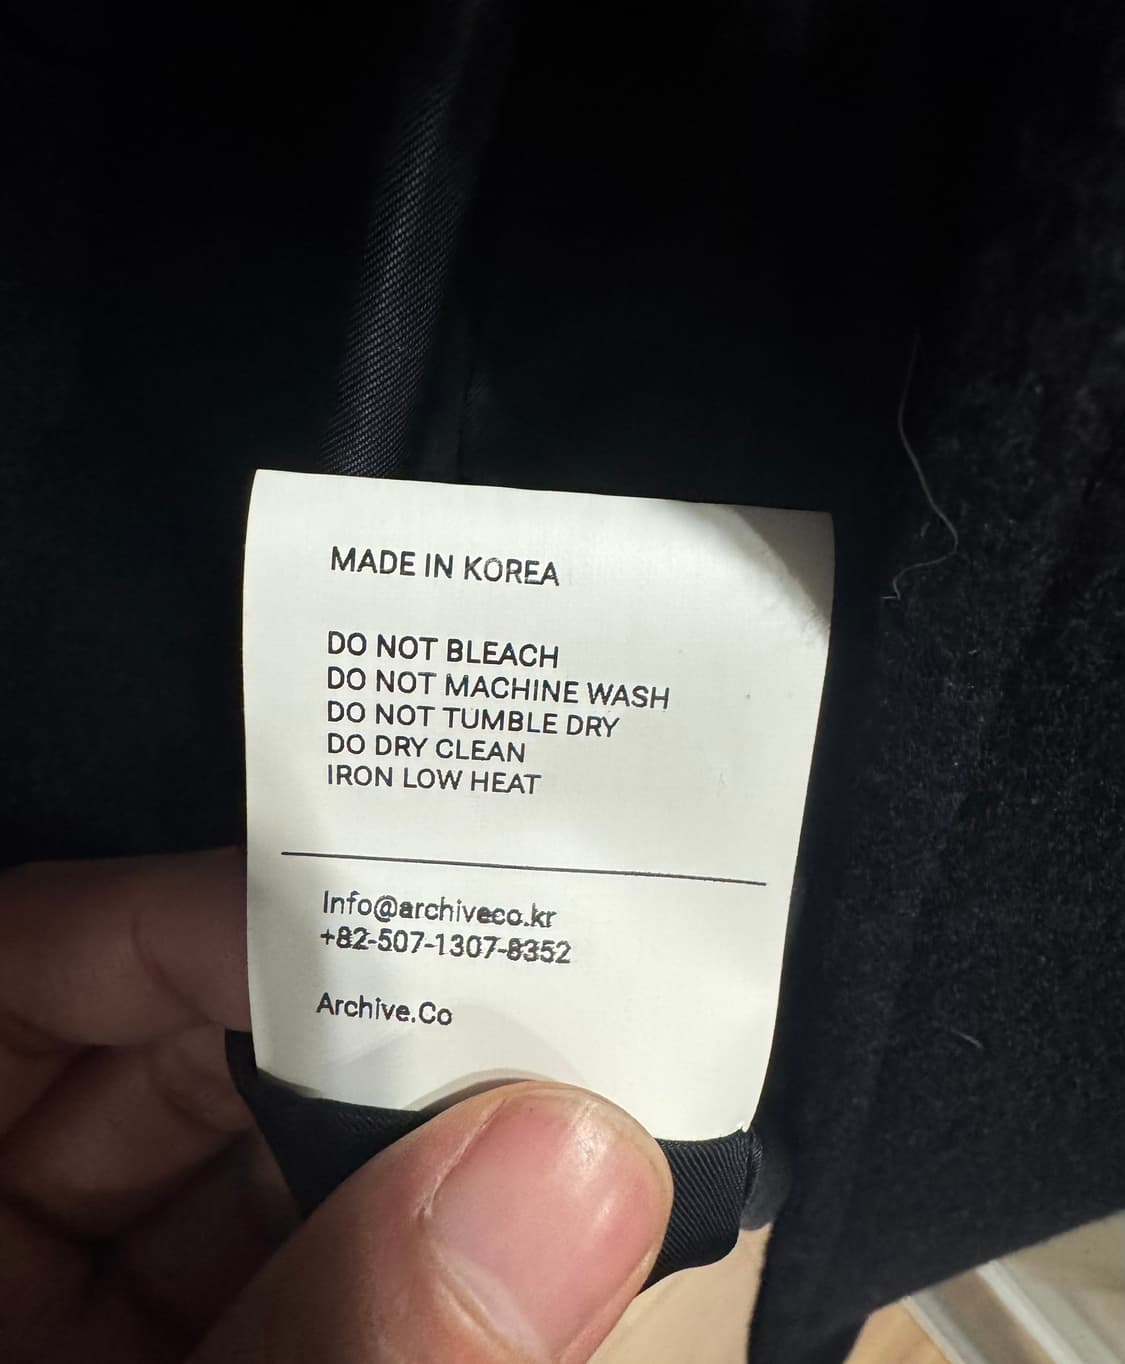 MADE IN KOREA
DO NOT BLEACH
DO NOT MACHINE WASH
DO NOT TUMBLE DRY
DO DRY CLEAN
IRON LOW HEAT
Info@archiveco.kr
+82-507-1307-8352
Archive.Co